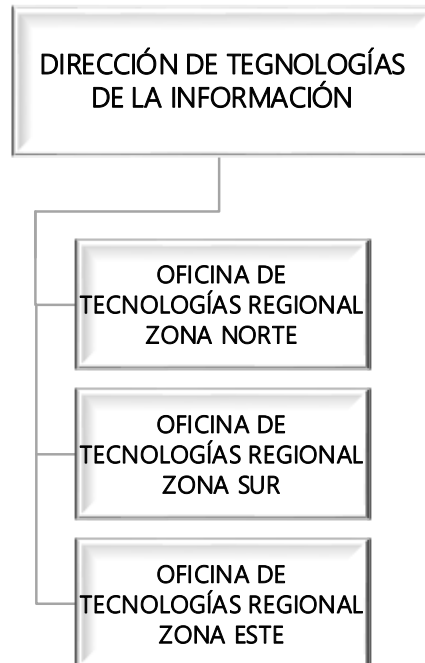 DIRECCIÓN DE TEGNOLOGÍAS
DE LA INFORMACIÓN
OFICINA DE
TECNOLOGÍAS REGIONAL
ZONA NORTE
OFICINA DE
TECNOLOGÍAS REGIONAL
ZONA SUR
OFICINA DE
TECNOLOGÍAS REGIONAL
ZONA ESTE